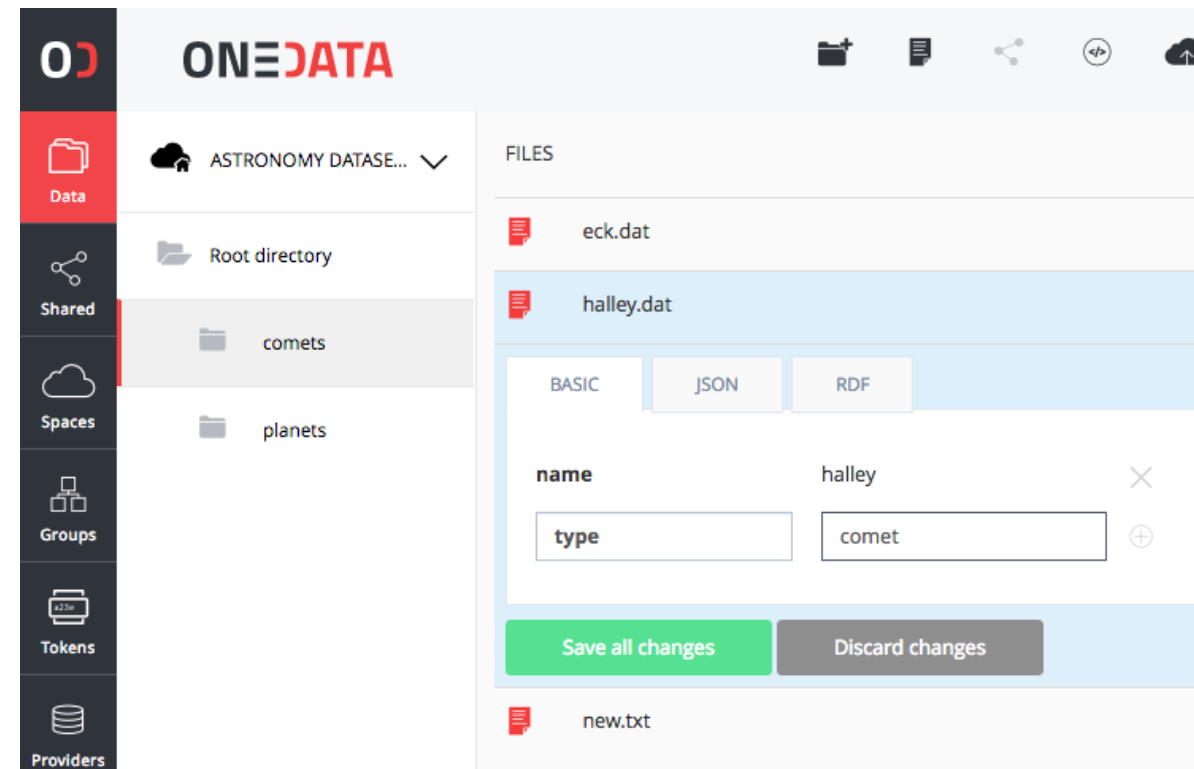 OD
ONEDATA
Data
Shared
Spaces
Groups
a23w
Tokens
Providers
ASTRONOMY DATASE...
Root directory
comets
planets
FILES
eck.dat
halley.dat
BASIC JSON RDF
name halley
type comet
Save all changes Discard changes
new.txt